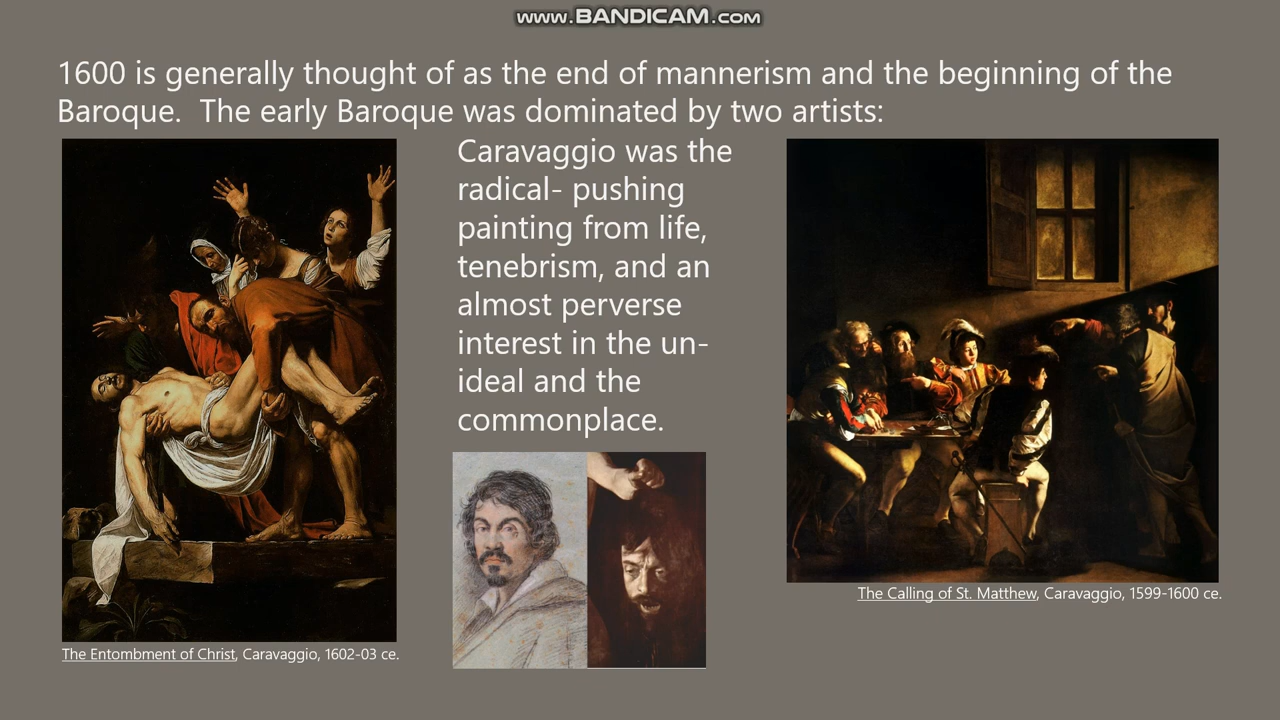 www.BANDICAM.com
1600 is generally thought of as the end of mannerism and the beginning of the
Baroque.  The early Baroque was dominated by two artists:
Caravaggio was the
radical- pushing
painting from life,
tenebrism, and an
almost perverse
interest in the un-
ideal and the
commonplace.
The Calling of St. Matthew, Caravaggio, 1599-1600 ce.
The Entombment of Christ, Caravaggio, 1602-03 ce.